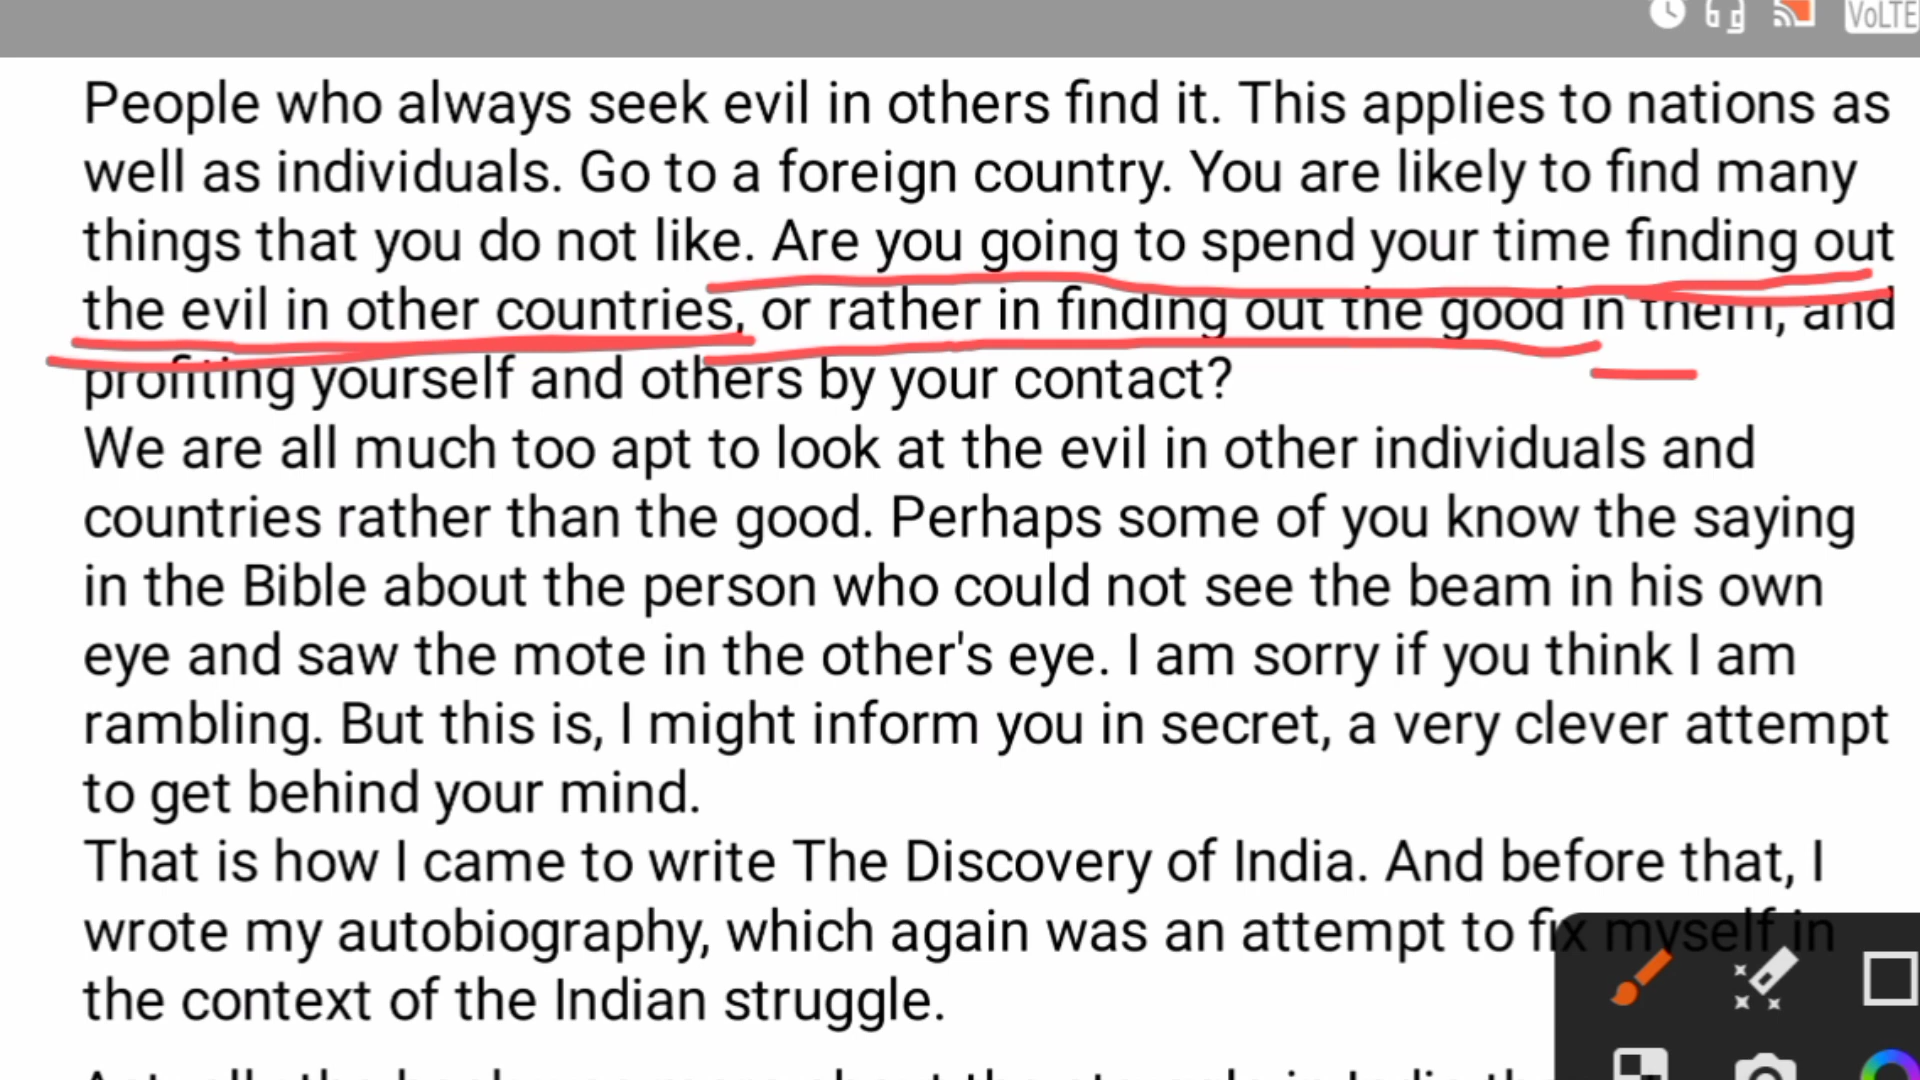 VoLTE
People who always seek evil in others find it. This applies to nations as
well as individuals. Go to a foreign country. You are likely to find many
things that you do not like. Are you going to spend your time finding out
the evil in other countries, or rather in finding out the good in them, and
profiting yourself and others by your contact?
We are all much too apt to look at the evil in other individuals and
countries rather than the good. Perhaps some of you know the saying
in the Bible about the person who could not see the beam in his own
eye and saw the mote in the other's eye. I am sorry if you think I am
rambling. But this is, I might inform you in secret, a very clever attempt
to get behind your mind.
That is how I came to write The Discovery of India. And before that, I
wrote my autobiography, which again was an attempt to fix myself in
the context of the Indian struggle.